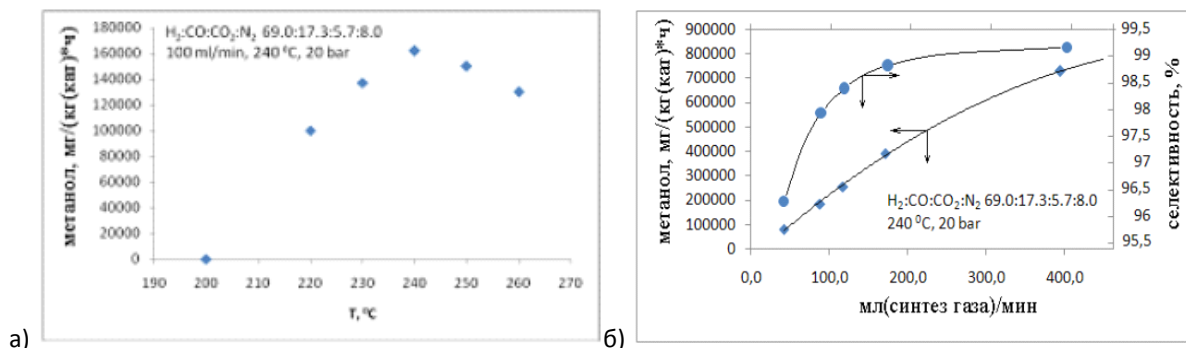 180000
160000
140000
120000
100000
80000
60000
40000
20000
0
метанол, мг/(кг(кат)*ч)
H₂:CO:CO₂:N₂ 69.0:17.3:5.7:8.0
100 ml/min, 240 ⁰C, 20 bar
190 200 210 220 230 240 250 260 270
Т, ⁰С
а)
900000
800000
700000
600000
500000
400000
300000
200000
100000
0
метанол, мг/(кг(кат)*ч)
H₂:CO:CO₂:N₂ 69.0:17.3:5.7:8.0
240 ⁰C, 20 bar
99,5
99
98,5
98
97,5
97
96,5
96
95,5
селективность, %
0,0 100,0 200,0 300,0 400,0
мл(синтез газа)/мин
б)